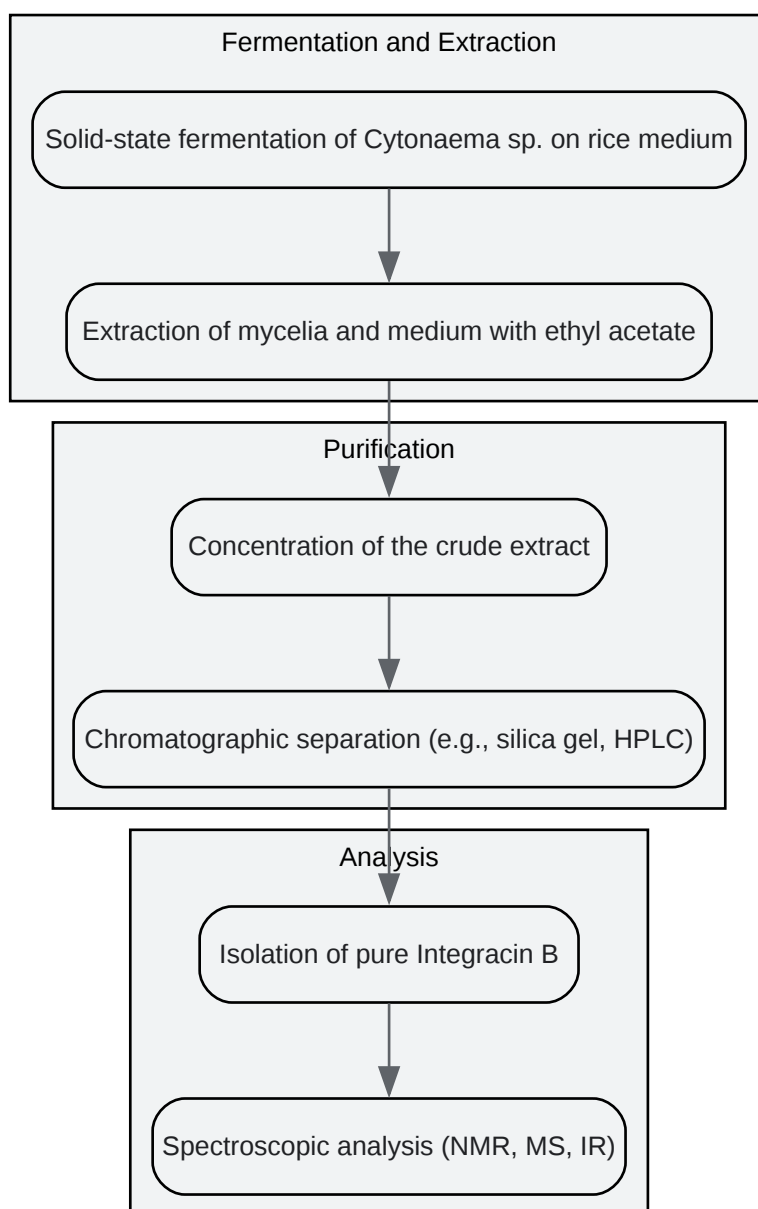 Fermentation and Extraction
Solid-state fermentation of Cytonaema sp. on rice medium
Extraction of mycelia and medium with ethyl acetate
Purification
Concentration of the crude extract
Chromatographic separation (e.g., silica gel, HPLC)
Analysis
Isolation of pure Integracin B
Spectroscopic analysis (NMR, MS, IR)